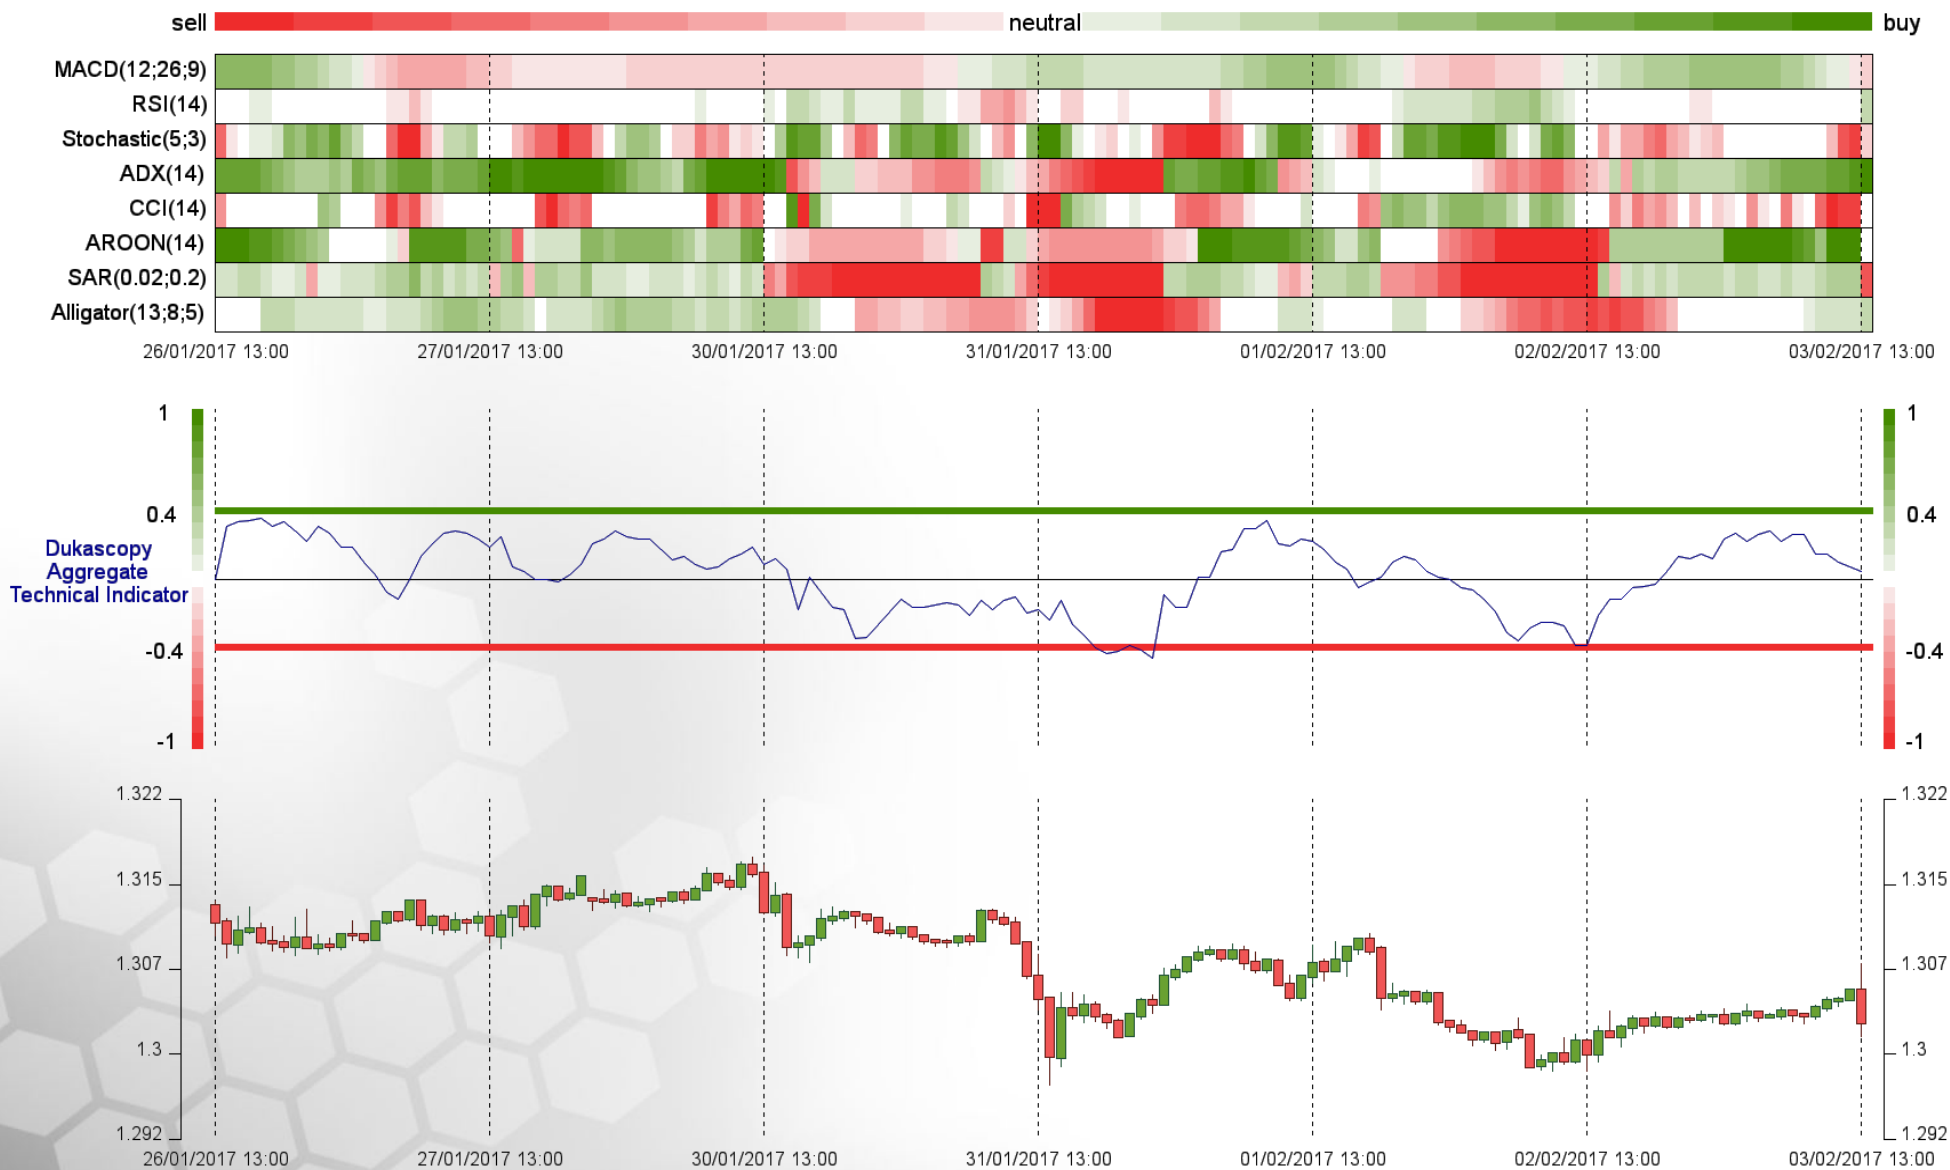 sell neutral buy
MACD(12;26;9)
RSI(14)
Stochastic(5;3)
ADX(14)
CCI(14)
AROON(14)
SAR(0.02;0.2)
Alligator(13;8;5)
26/01/2017 13:00 27/01/2017 13:00 30/01/2017 13:00 31/01/2017 13:00 01/02/2017 13:00 02/02/2017 13:00 03/02/2017 13:00
1 1
0.4 0.4
Dukascopy
Aggregate
Technical Indicator
-0.4 -0.4
-1 -1
1.322 1.322
1.315 1.315
1.307 1.307
1.3 1.3
1.292 1.292
26/01/2017 13:00 27/01/2017 13:00 30/01/2017 13:00 31/01/2017 13:00 01/02/2017 13:00 02/02/2017 13:00 03/02/2017 13:00